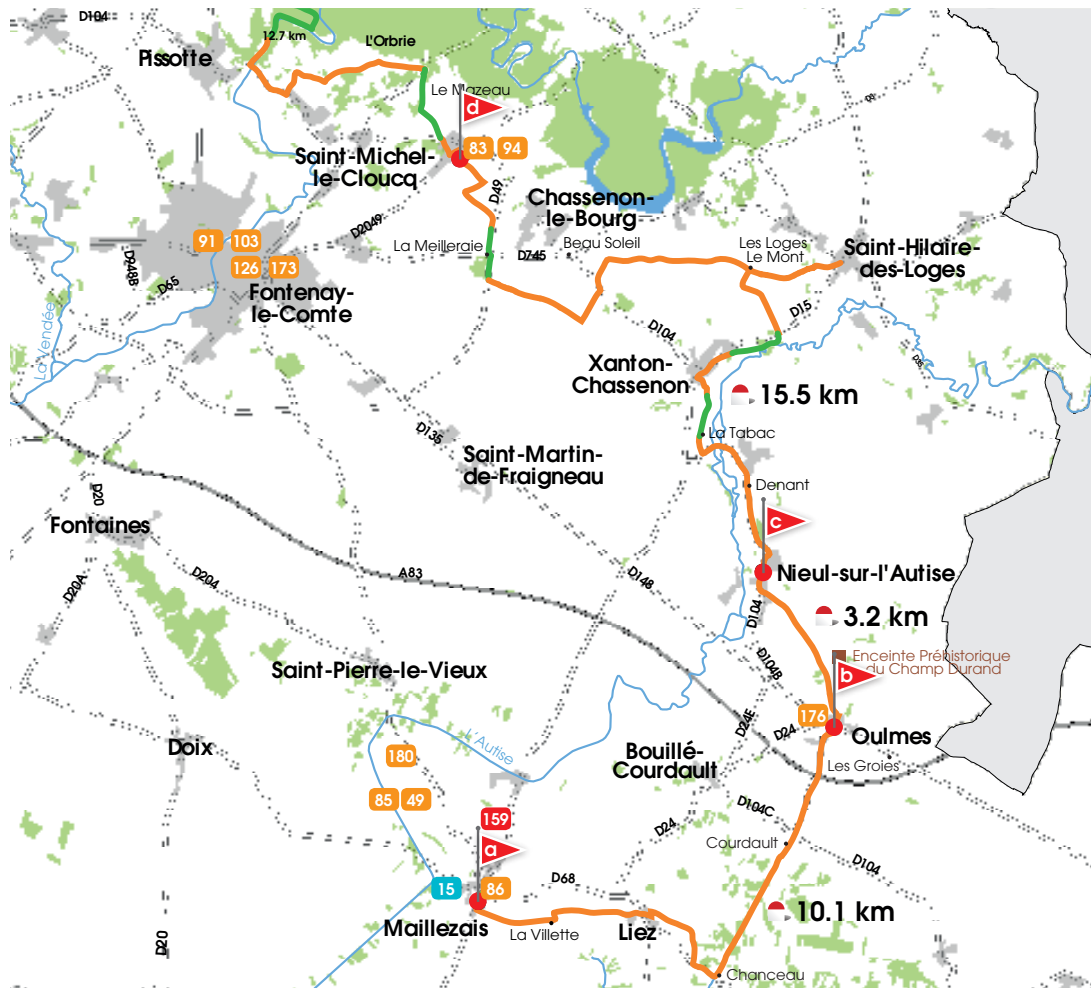 D104
12.7 km
L'Orbrie
Pissotte
Le Mazeau
d
83 94
Saint-Michel-
le-Cloucq
D49
Chassenon-
le-Bourg
D2049
La Meilleraie
D745
Beau Soleil
Les Loges
Le Mont
Saint-Hilaire-
des-Loges
91 103
126 173
D948B
D65
Fontenay-
le-Comte
La Vendée
D15
D104
Xanton-
Chassenon
15.5 km
La Tabac
D135
Saint-Martin-
de-Fraigneau
Denant
D20
Fontaines
c
A83
D204
D20A
D148
Nieul-sur-l'Autise
D104
3.2 km
D104B
Enceinte Préhistorique
du Champ Durand
b
Saint-Pierre-le-Vieux
176
D24E
D24
Oulmes
Doix
L'Autise
180
Bouillé-
Courdault
Les Groies
85 49
159
D104C
a
D24
Courdault
D104
15
86
D68
10.1 km
Maillezais
La Villette
Liez
D20
Chanceau